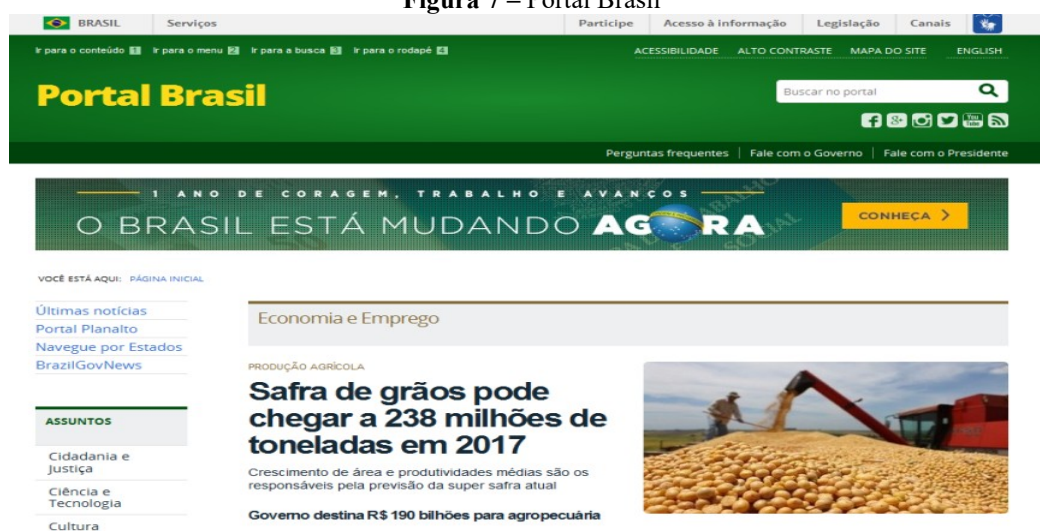 Figura 7 – Portal Brasil
BRASIL Serviços Participe Acesso à informação Legislação Canais
Ir para o conteúdo 1 Ir para o menu 2 Ir para a busca 3 Ir para o rodapé 4 ACESSIBILIDADE ALTO CONTRASTE MAPA DO SITE ENGLISH
Portal Brasil
Buscar no portal
You Tube
Perguntas frequentes | Fale com o Governo | Fale com o Presidente
1 ANO DE CORAGEM, TRABALHO E AVANÇOS
O BRASIL ESTÁ MUDANDO AGORA
CONHEÇA >
VOCÊ ESTÁ AQUI: PÁGINA INICIAL
Últimas notícias
Portal Planalto
Navegue por Estados
BrazilGovNews
ASSUNTOS
Cidadania e
Justiça
Ciência e
Tecnologia
Cultura
Economia e Emprego
PRODUÇÃO AGRÍCOLA
Safra de grãos pode
chegar a 238 milhões de
toneladas em 2017
Crescimento de área e produtividades médias são os
responsáveis pela previsão da super safra atual
Governo destina R$ 190 bilhões para agropecuária